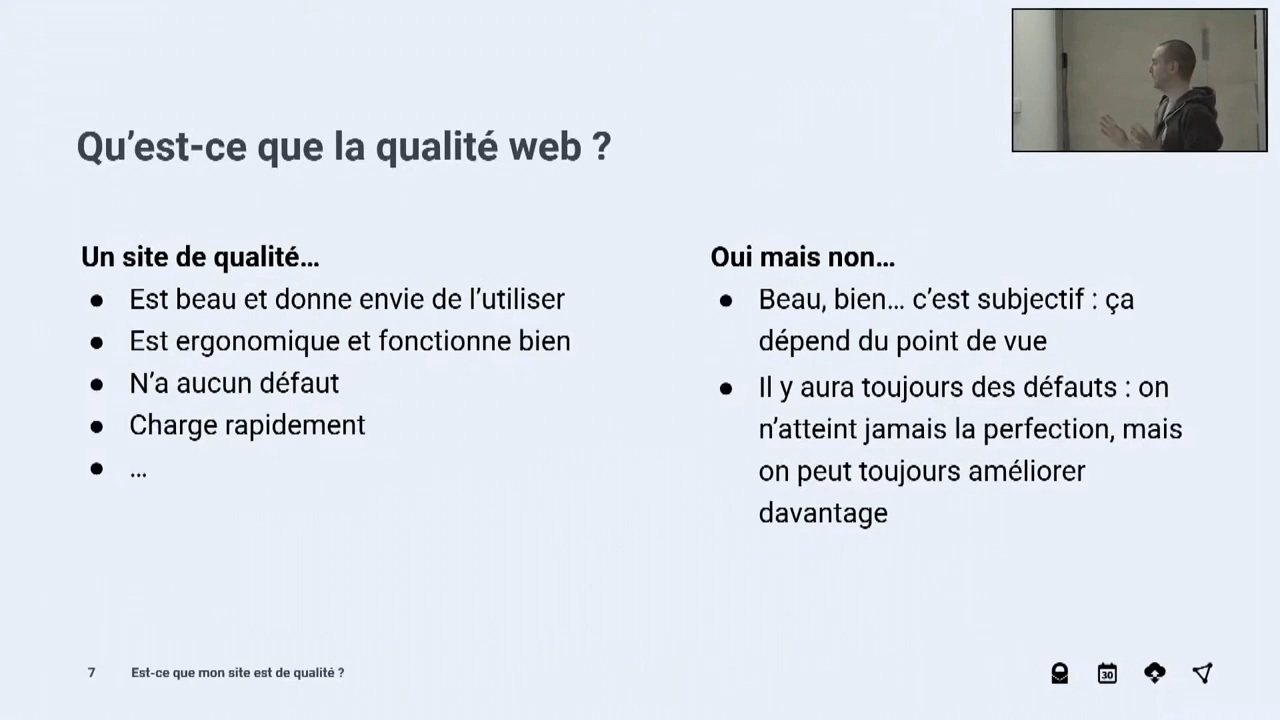 Qu’est-ce que la qualité web ?
Un site de qualité…
● Est beau et donne envie de l’utiliser
● Est ergonomique et fonctionne bien
● N’a aucun défaut
● Charge rapidement
● …
Oui mais non…
● Beau, bien… c’est subjectif : ça
dépend du point de vue
● Il y aura toujours des défauts : on
n’atteint jamais la perfection, mais
on peut toujours améliorer
davantage
7 Est-ce que mon site est de qualité ?
30